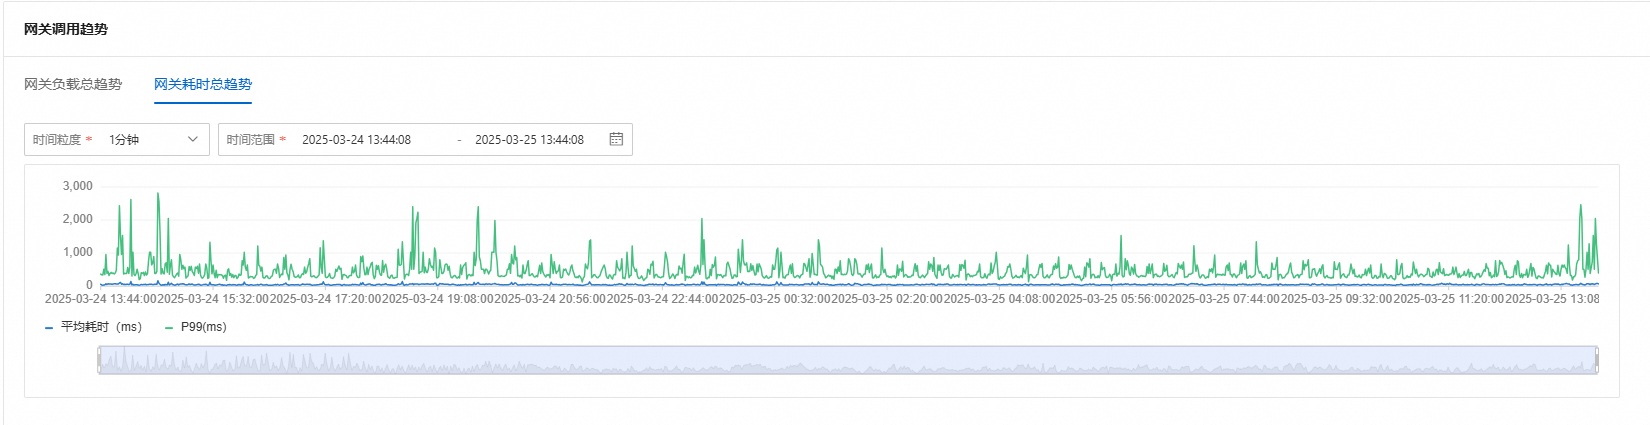 网关调用趋势
网关负载总趋势 网关耗时总趋势
时间粒度 * 1分钟 时间范围 * 2025-03-24 13:44:08 - 2025-03-25 13:44:08
3,000
2,000
1,000
0
2025-03-24 13:44:00 2025-03-24 15:32:00 2025-03-24 17:20:00 2025-03-24 19:08:00 2025-03-24 20:56:00 2025-03-24 22:44:00 2025-03-25 00:32:00 2025-03-25 02:20:00 2025-03-25 04:08:00 2025-03-25 05:56:00 2025-03-25 07:44:00 2025-03-25 09:32:00 2025-03-25 11:20:00 2025-03-25 13:08
平均耗时（ms） P99(ms)